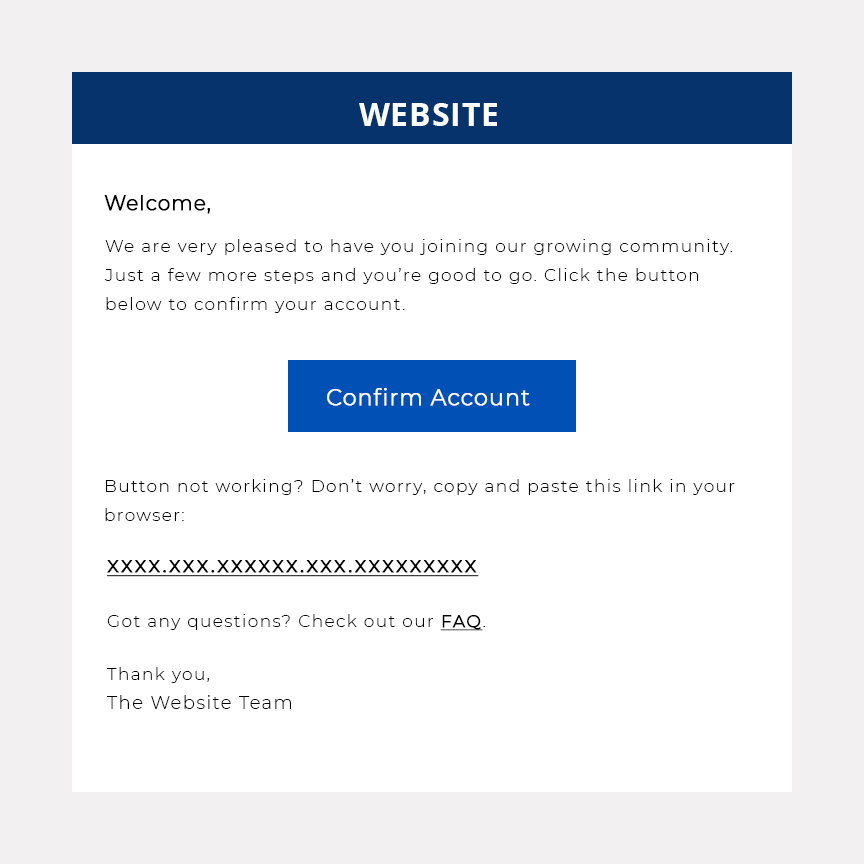 WEBSITE
Welcome,
We are very pleased to have you joining our growing community.
Just a few more steps and you’re good to go. Click the button
below to confirm your account.
Confirm Account
Button not working? Don’t worry, copy and paste this link in your
browser:
xxxx.xxx.xxxxxx.xxx.xxxxxxxxx
Got any questions? Check out our FAQ.
Thank you,
The Website Team